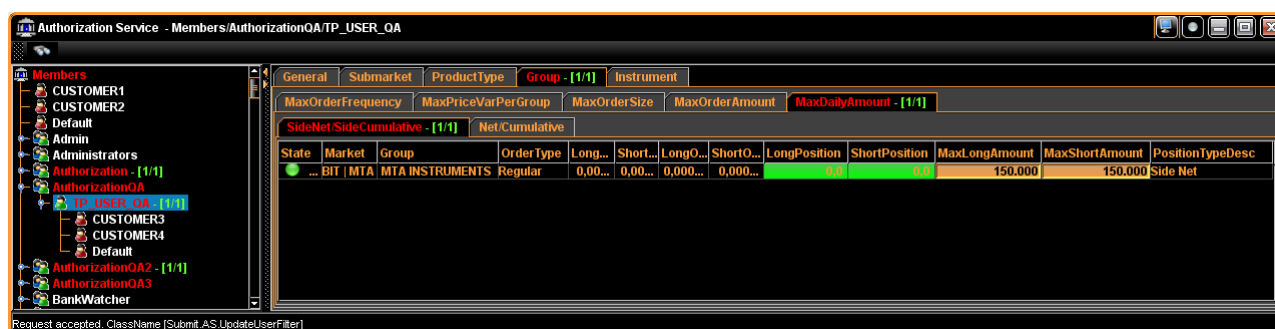 Authorization Service - Members/AuthorizationQA/TP_USER_QA
Members
CUSTOMER1
CUSTOMER2
Default
Admin
Administrators
Authorization - [1/1]
AuthorizationQA
TP_USER_QA - [1/1]
CUSTOMER3
CUSTOMER4
Default
AuthorizationQA2 - [1/1]
AuthorizationQA3
BankWatcher
General Submarket ProductType Group - [1/1] Instrument
MaxOrderFrequency MaxPriceVarPerGroup MaxOrderSize MaxOrderAmount MaxDailyAmount - [1/1]
SideNet/SideCumulative - [1/1] Net/Cumulative
State Market Group OrderType Long... Short... LongO... ShortO... LongPosition ShortPosition MaxLongAmount MaxShortAmount PositionTypeDesc
... BIT | MTA MTA INSTRUMENTS Regular 0,00... 0,00... 0,000... 0,000... 0,0 0,0 150.000 150.000 Side Net
Request accepted. ClassName [Submit.AS.UpdateUserFilter]